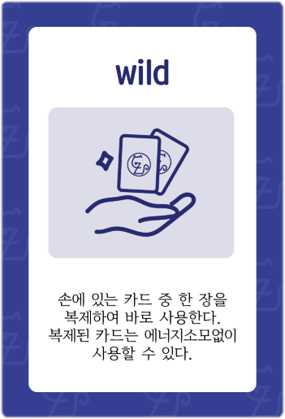 wild
손에 있는 카드 중 한 장을
복제하여 바로 사용한다.
복제된 카드는 에너지소모없이
사용할 수 있다.